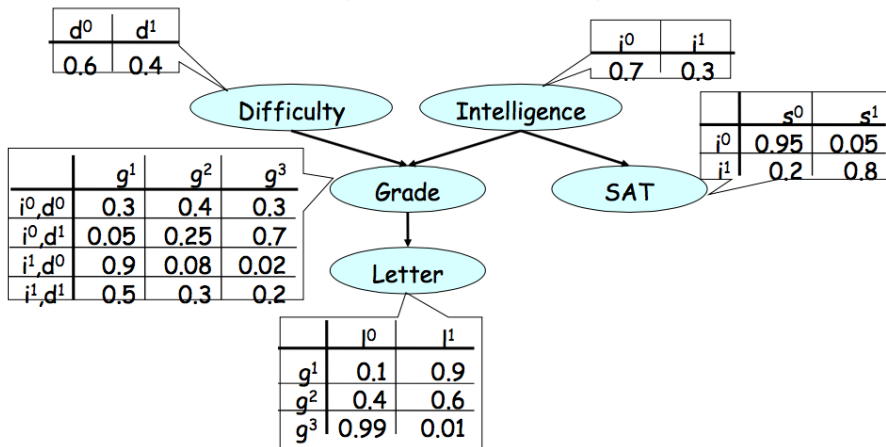 d⁰ d¹
0.6 0.4
i⁰ i¹
0.7 0.3
Difficulty Intelligence
s⁰ s¹
i⁰ 0.95 0.05
i¹ 0.2 0.8
g¹ g² g³
i⁰,d⁰ 0.3 0.4 0.3
i⁰,d¹ 0.05 0.25 0.7
i¹,d⁰ 0.9 0.08 0.02
i¹,d¹ 0.5 0.3 0.2
Grade SAT
Letter
l⁰ l¹
g¹ 0.1 0.9
g² 0.4 0.6
g³ 0.99 0.01